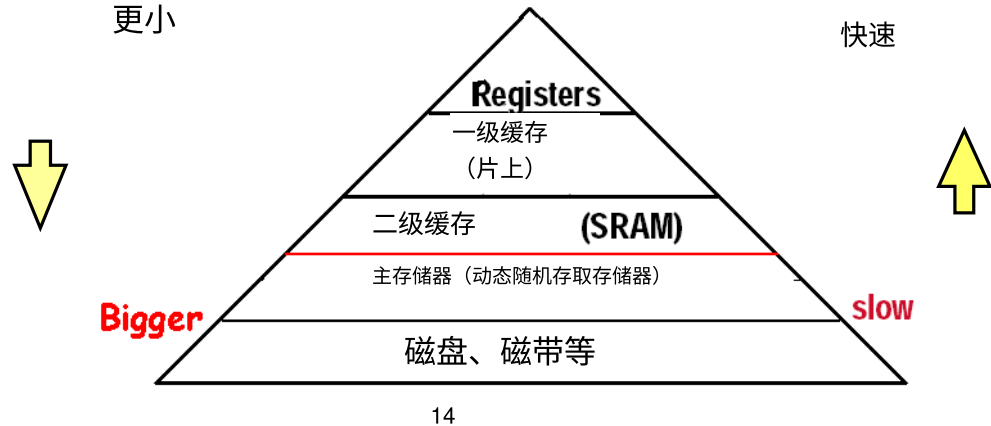 更小
快速
Registers
一级缓存
（片上）
二级缓存 (SRAM)
主存储器（动态随机存取存储器）
Bigger
slow
磁盘、磁带等
14